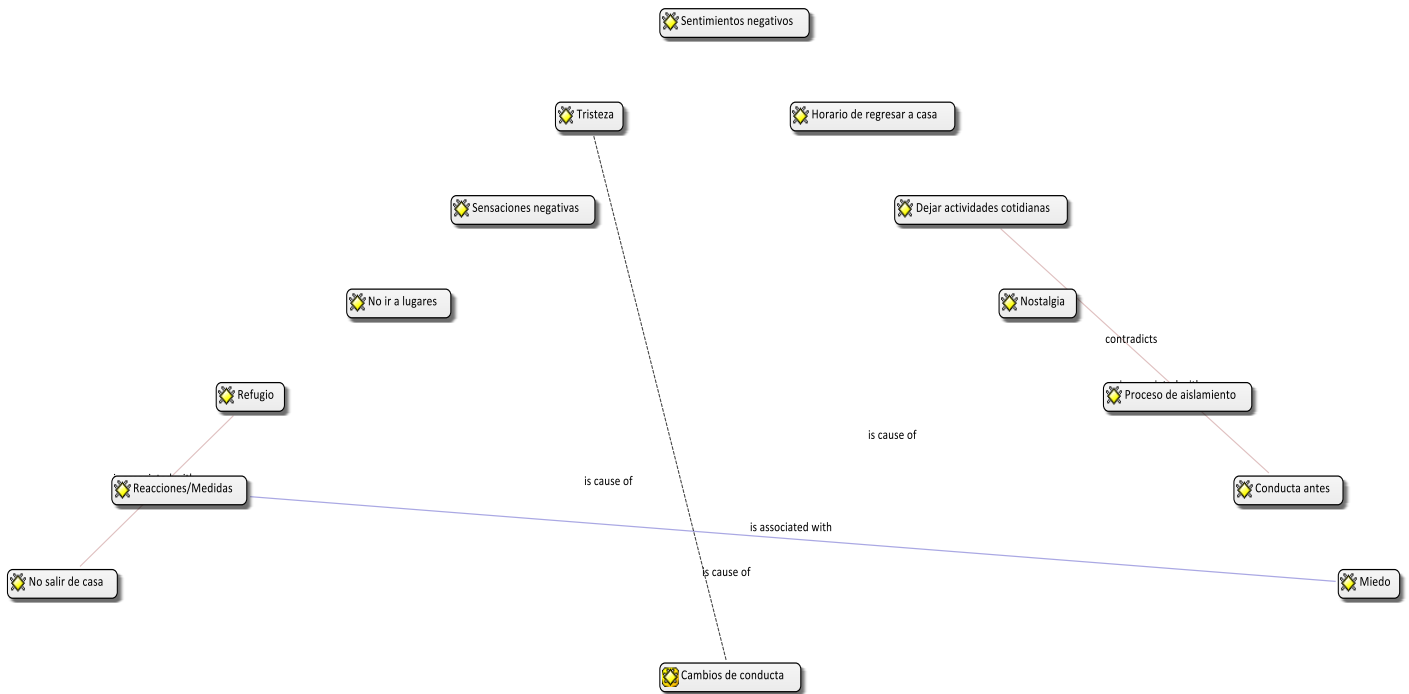 Sentimientos negativos
Tristeza
Horario de regresar a casa
Sensaciones negativas
Dejar actividades cotidianas
No ir a lugares
Nostalgia
contradicts
Refugio
Proceso de aislamiento
is cause of
is cause of
Reacciones/Medidas
Conducta antes
is associated with
is cause of
No salir de casa
Miedo
Cambios de conducta